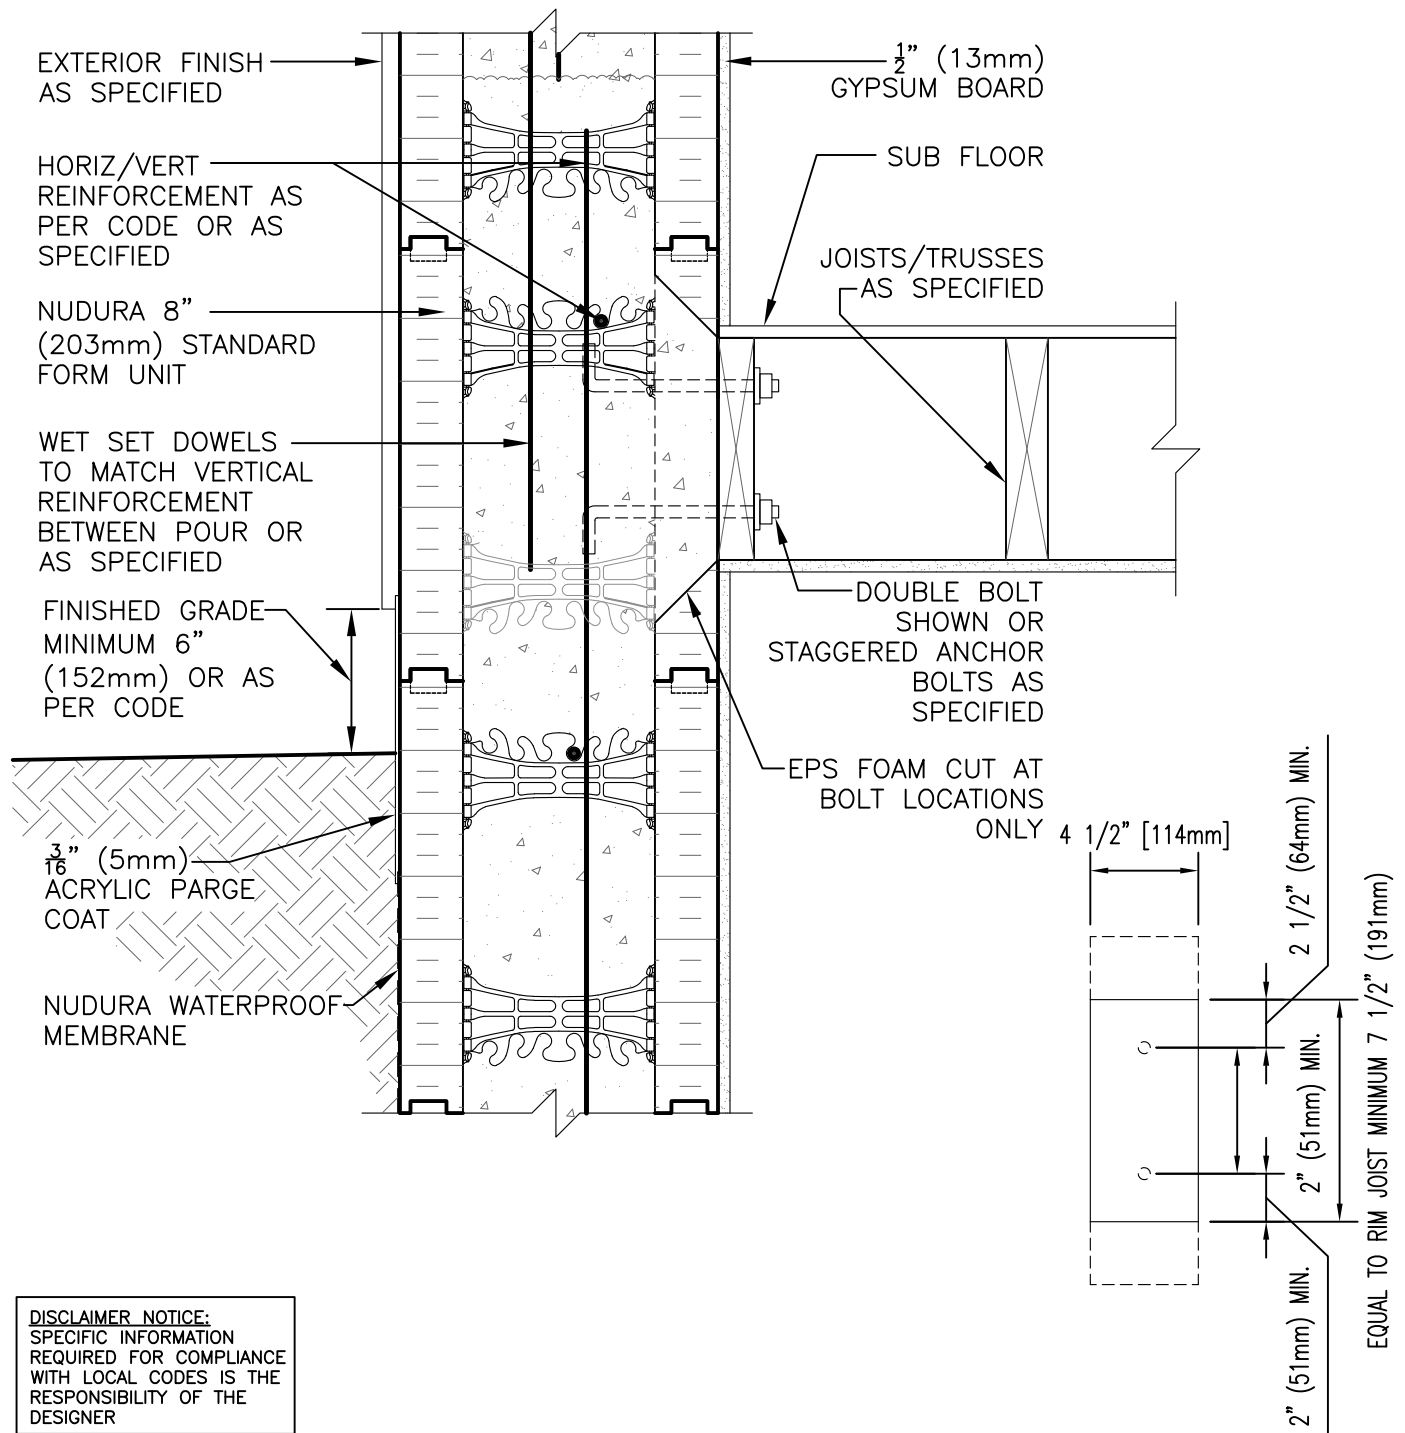 EXTERIOR FINISH
AS SPECIFIED
HORIZ/VERT
REINFORCEMENT AS
PER CODE OR AS
SPECIFIED
NUDURA 8"
(203mm) STANDARD
FORM UNIT
WET SET DOWELS
TO MATCH VERTICAL
REINFORCEMENT
BETWEEN POUR OR
AS SPECIFIED
FINISHED GRADE
MINIMUM 6"
(152mm) OR AS
PER CODE
3/16" (5mm)
ACRYLIC PARGE
COAT
NUDURA WATERPROOF
MEMBRANE
1/2" (13mm)
GYPSUM BOARD
SUB FLOOR
JOISTS/TRUSSES
AS SPECIFIED
DOUBLE BOLT
SHOWN OR
STAGGERED ANCHOR
BOLTS AS
SPECIFIED
EPS FOAM CUT AT
BOLT LOCATIONS
ONLY
4 1/2" [114mm]
2 1/2" (64mm) MIN.
2" (51mm) MIN.
2" (51mm) MIN.
EQUAL TO RIM JOIST MINIMUM 7 1/2" (191mm)
DISCLAIMER NOTICE:
SPECIFIC INFORMATION
REQUIRED FOR COMPLIANCE
WITH LOCAL CODES IS THE
RESPONSIBILITY OF THE
DESIGNER